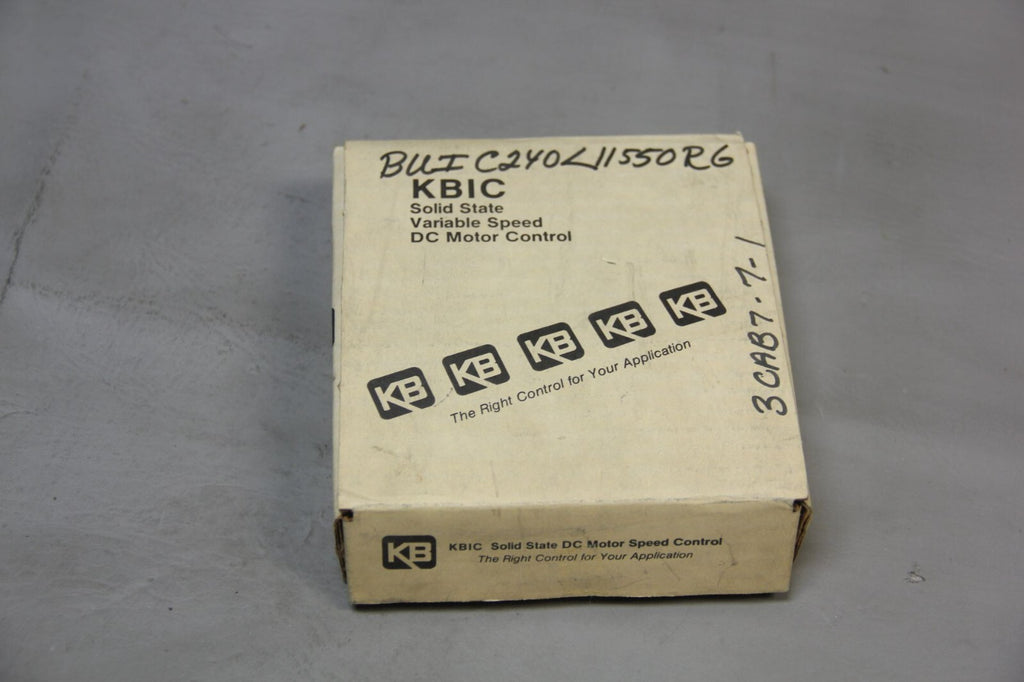 BUIC240L11550R6
KBIC
Solid State
Variable Speed
DC Motor Control
3CAB7-7-1
KB KB KB KB KB
The Right Control for Your Application
KB
KBIC Solid State DC Motor Speed Control
The Right Control for Your Application